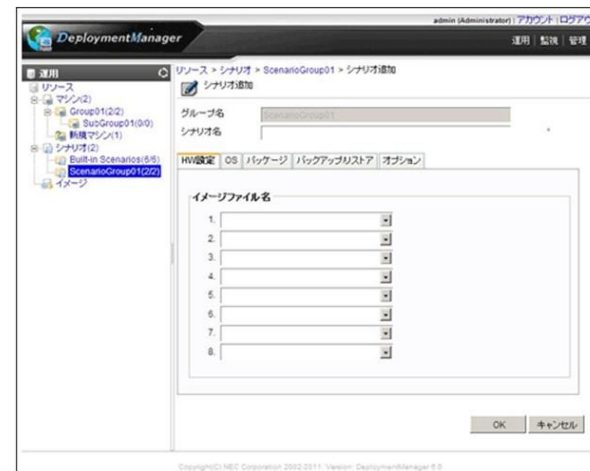 admin (Administrator) | アカウント | ログアウ
DeploymentManager
運用 | 監視 | 管理
運用
リソース
マシン(2)
Group01(2/2)
SubGroup01(0/0)
新規マシン(1)
シナリオ(2)
Built-in Scenarios(6/6)
ScenarioGroup01(2/2)
イメージ
リソース > シナリオ > ScenarioGroup01 > シナリオ追加
シナリオ追加
グループ名 ScenarioGroup01
シナリオ名 *
HW設定 OS パッケージ バックアップ/リストア オプション
イメージファイル名
1.
2.
3.
4.
5.
6.
7.
8.
OK キャンセル
Copyright(C) NEC Corporation 2002-2011. Version: DeploymentManager 6.0